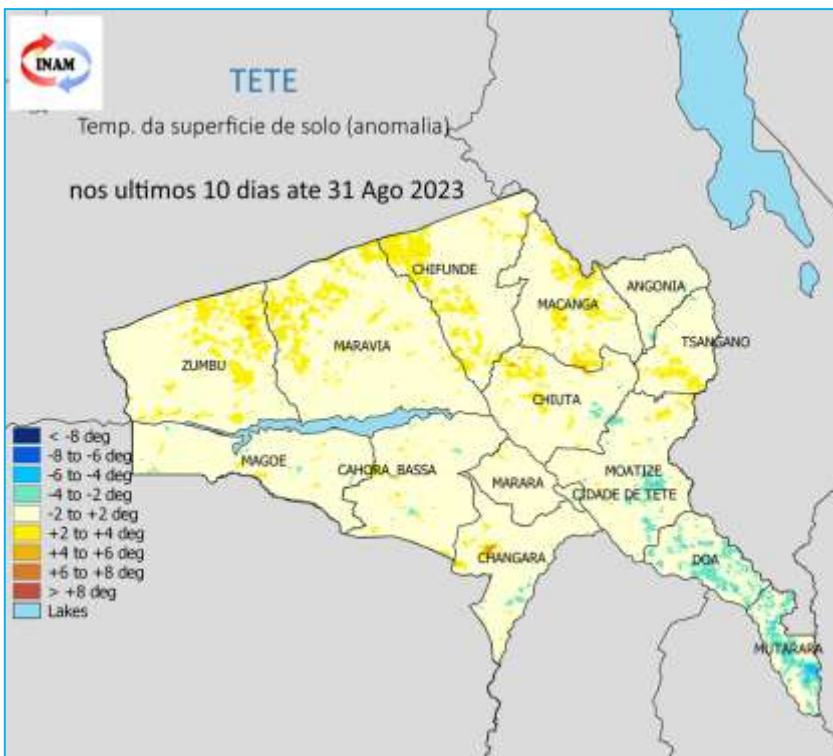 INAM
TETE
Temp. da superficie de solo (anomalia)
nos ultimos 10 dias ate 31 Ago 2023
CHIFUNDE
ANGONIA
MACANGA
TSANGANO
MARAVIA
ZUMBU
CHIUTA
< -8 deg
-8 to -6 deg
-6 to -4 deg
-4 to -2 deg
-2 to +2 deg
+2 to +4 deg
+4 to +6 deg
+6 to +8 deg
> +8 deg
Lakes
MAGOE
CAHORA_BASSA
MOATIZE
MARARA
CIDADE DE TETE
CHANGARA
DOA
MUTARARA